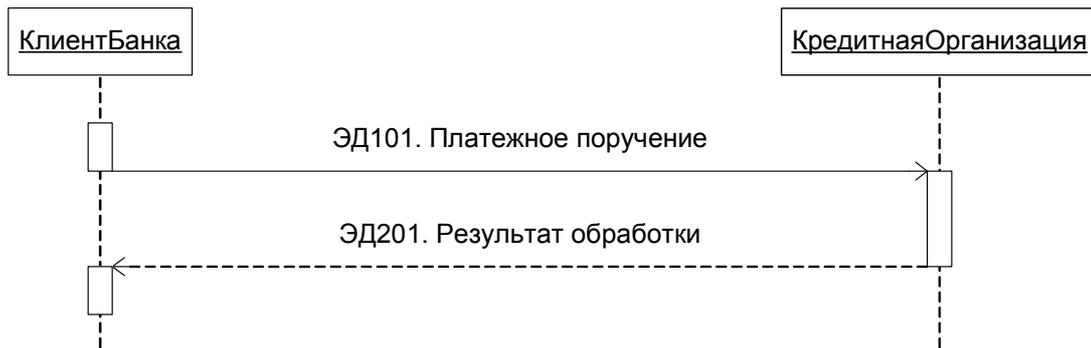 КлиентБанка
КредитнаяОрганизация
ЭД101. Платежное поручение
ЭД201. Результат обработки